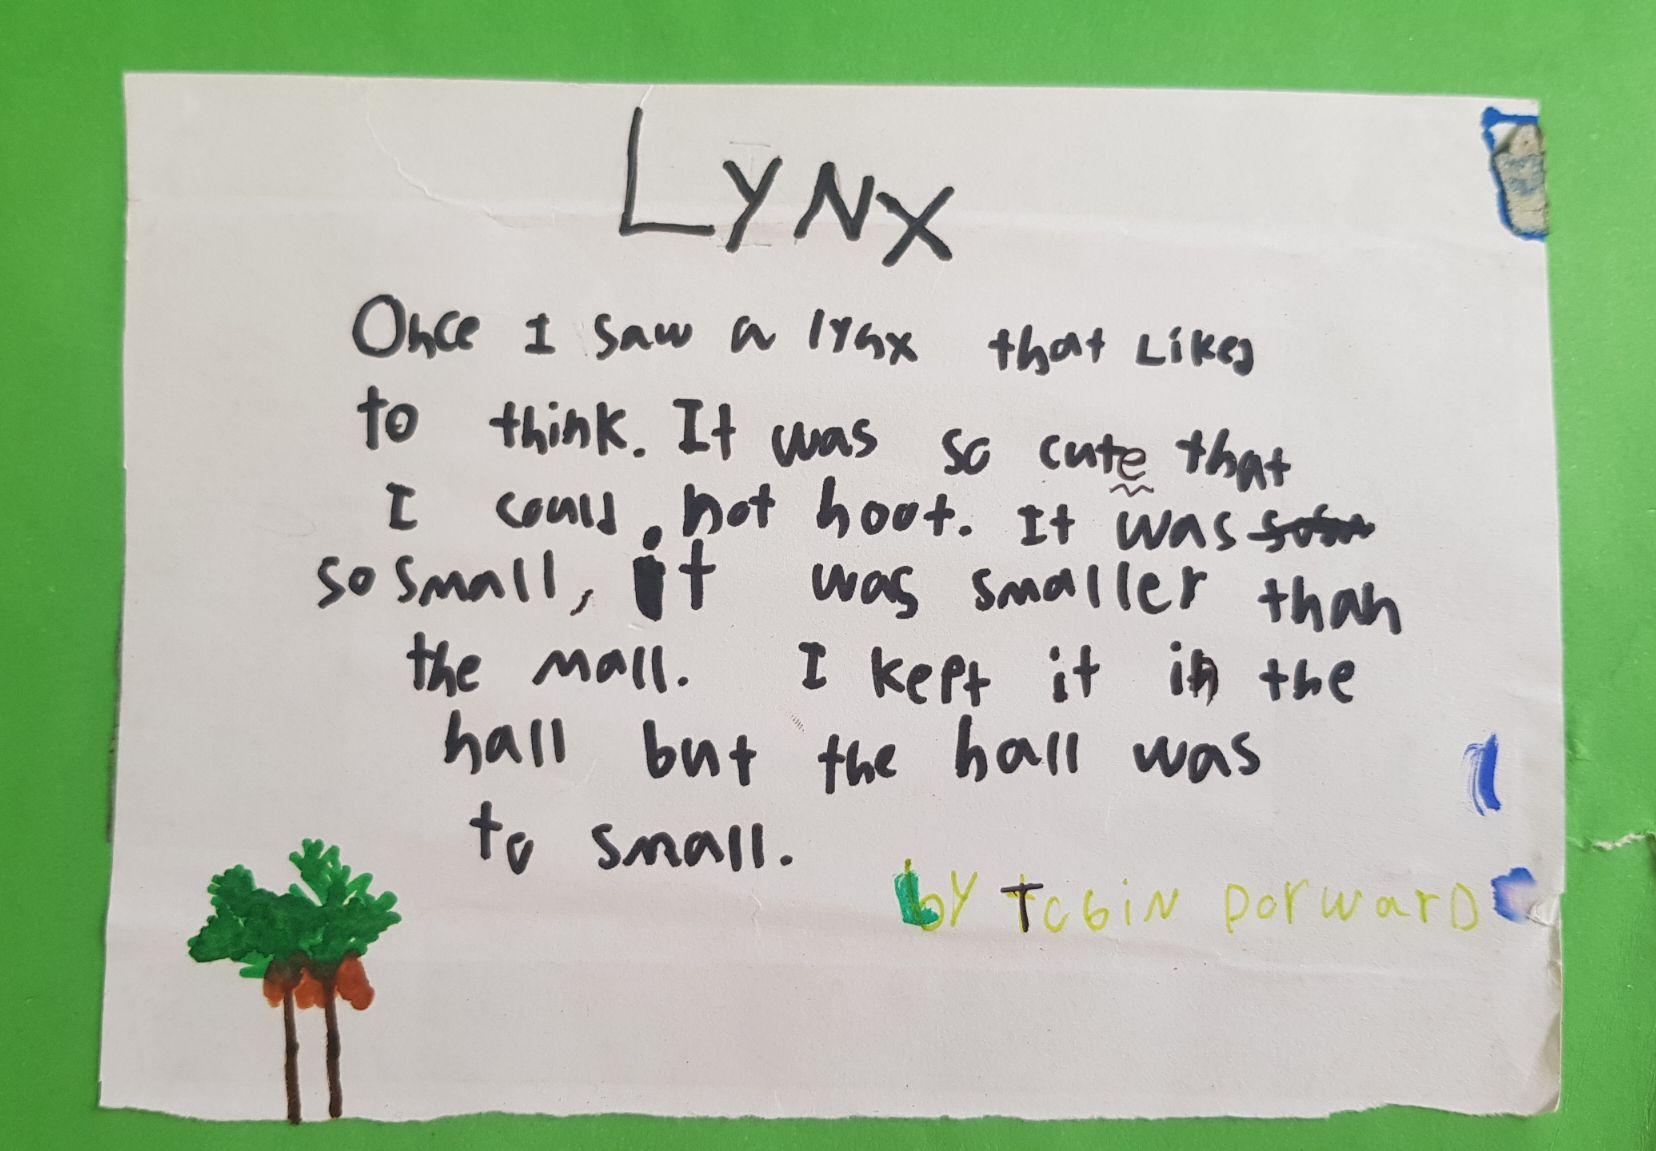 Lynx
Once I saw a lynx that Likes
to think. It was so cute that
I could not hoot. It was
so small, it was smaller than
the mall. I kept it in the
hall but the hall was
to small.
by Tobin Dorward